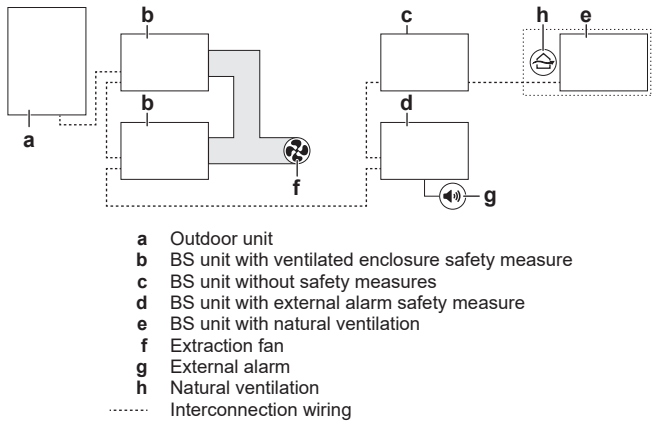 b
c
h
e
a
b
d
f
g
a Outdoor unit
b BS unit with ventilated enclosure safety measure
c BS unit without safety measures
d BS unit with external alarm safety measure
e BS unit with natural ventilation
f Extraction fan
g External alarm
h Natural ventilation
Interconnection wiring